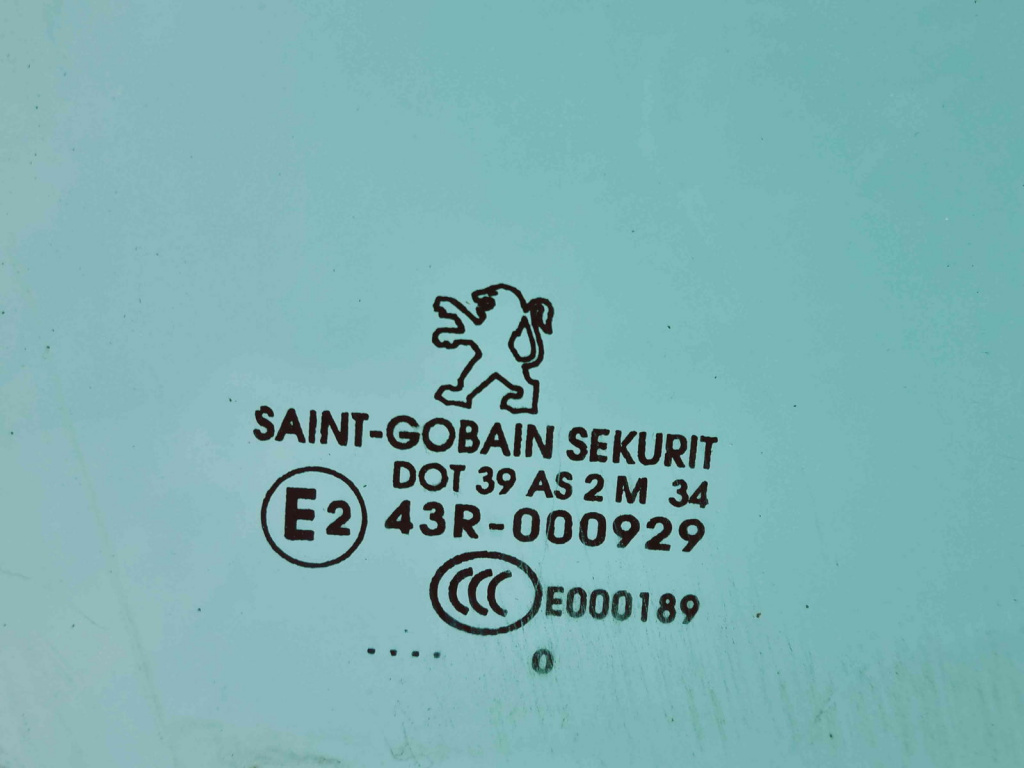 SAINT-GOBAIN SEKURIT
DOT 39 AS 2 M 34
E2 43R-000929
CCC E000189
.... 0